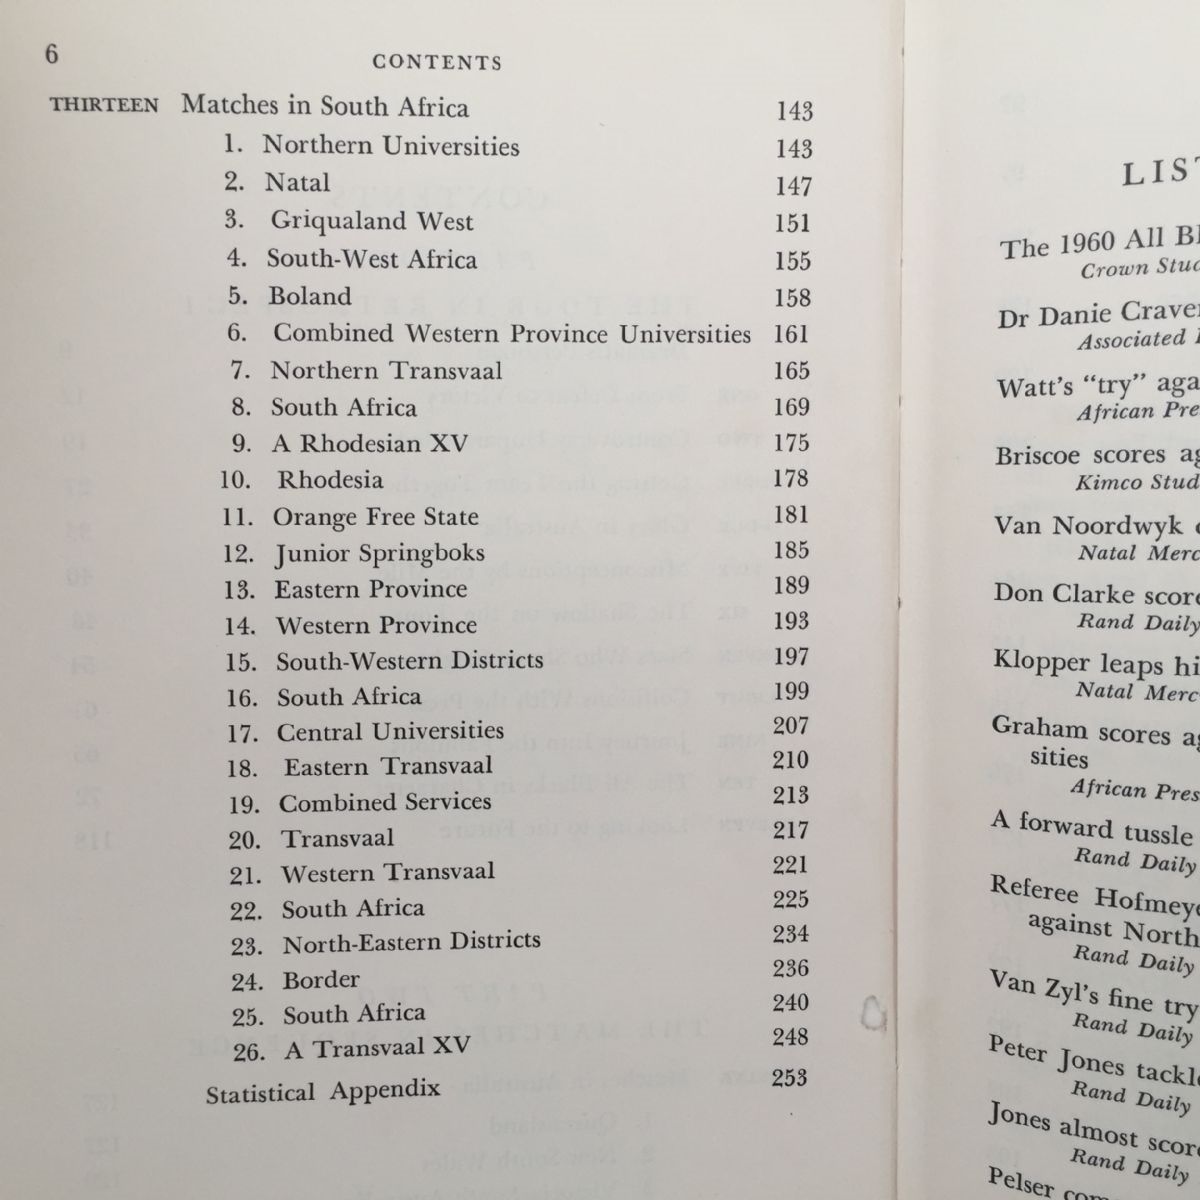 6
CONTENTS
THIRTEEN Matches in South Africa 143
1. Northern Universities 143
2. Natal 147
3. Griqualand West 151
4. South-West Africa 155
5. Boland 158
6. Combined Western Province Universities 161
7. Northern Transvaal 165
8. South Africa 169
9. A Rhodesian XV 175
10. Rhodesia 178
11. Orange Free State 181
12. Junior Springboks 185
13. Eastern Province 189
14. Western Province 193
15. South-Western Districts 197
16. South Africa 199
17. Central Universities 207
18. Eastern Transvaal 210
19. Combined Services 213
20. Transvaal 217
21. Western Transvaal 221
22. South Africa 225
23. North-Eastern Districts 234
24. Border 236
25. South Africa 240
26. A Transvaal XV 248
Statistical Appendix 253
The 1960 All
Crown
Dr Danie
Associated
Watt's "try"
African
Briscoe scores
Kimco
Van Noordwyk
Natal
Don Clarke
Rand Daily
Klopper leaps
Natal
Graham scores
sities
African
A forward tussle
Rand Daily
Referee
against
Rand Daily
Van Zyl's fine try
Rand Daily
Peter Jones
Rand Daily
Jones almost
Rand Daily
Pelser